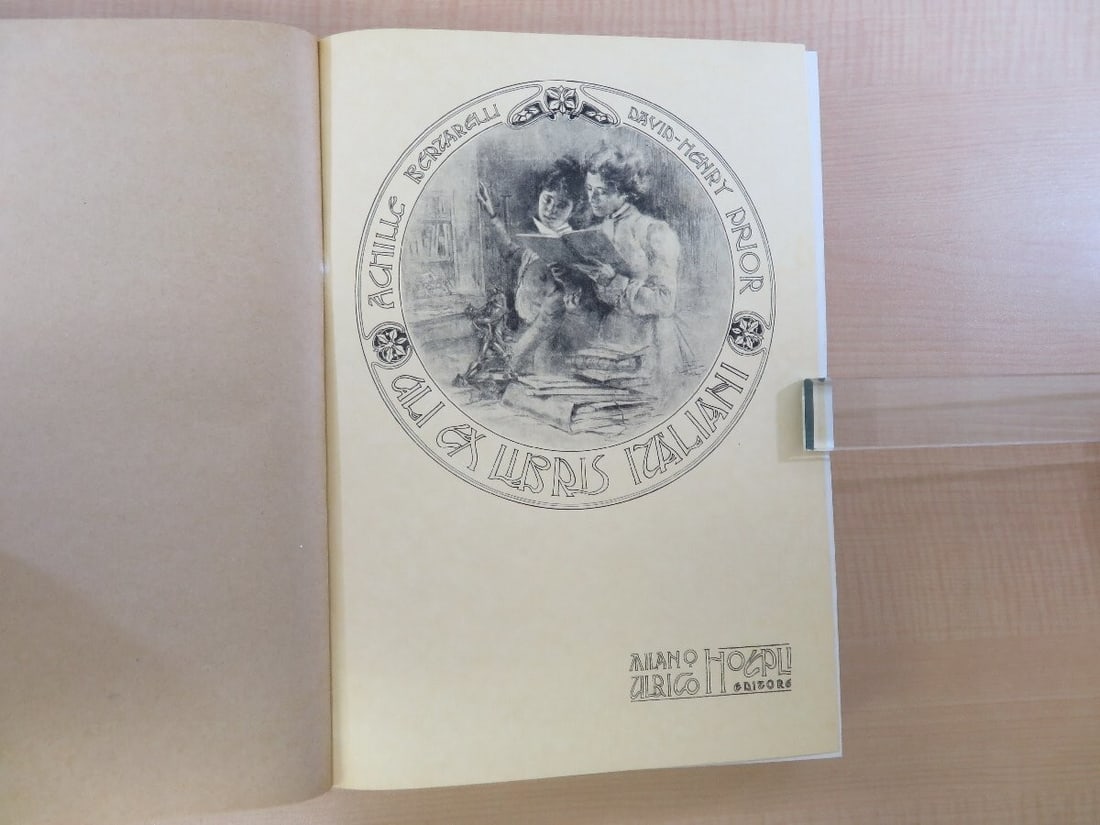 ACHILLE BERTARELLI
DAVID-HENRY PRIOR
GLI EX LIBRIS ITALIANI
MILANO
ULRICO HOEPLI
EDITORE